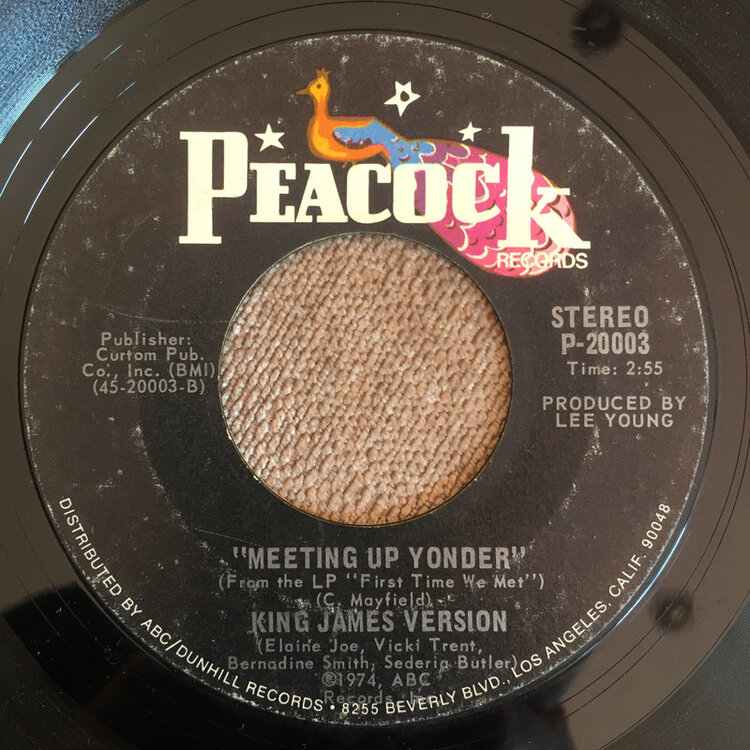 PEACOCK
RECORDS
STEREO
P-20003
Time: 2:55
PRODUCED BY
LEE YOUNG
Publisher:
Curtom Pub.
Co., Inc. (BMI)
(45-20003-B)
"MEETING UP YONDER"
(From the LP "First Time We Met")
(C. Mayfield)
KING JAMES VERSION
(Elaine Joe, Vicki Trent,
Bernadine Smith, Sederia Butler)
℗1974, ABC
Records Inc.
DISTRIBUTED BY ABC/DUNHILL RECORDS • 8255 BEVERLY BLVD., LOS ANGELES, CALIF. 90048